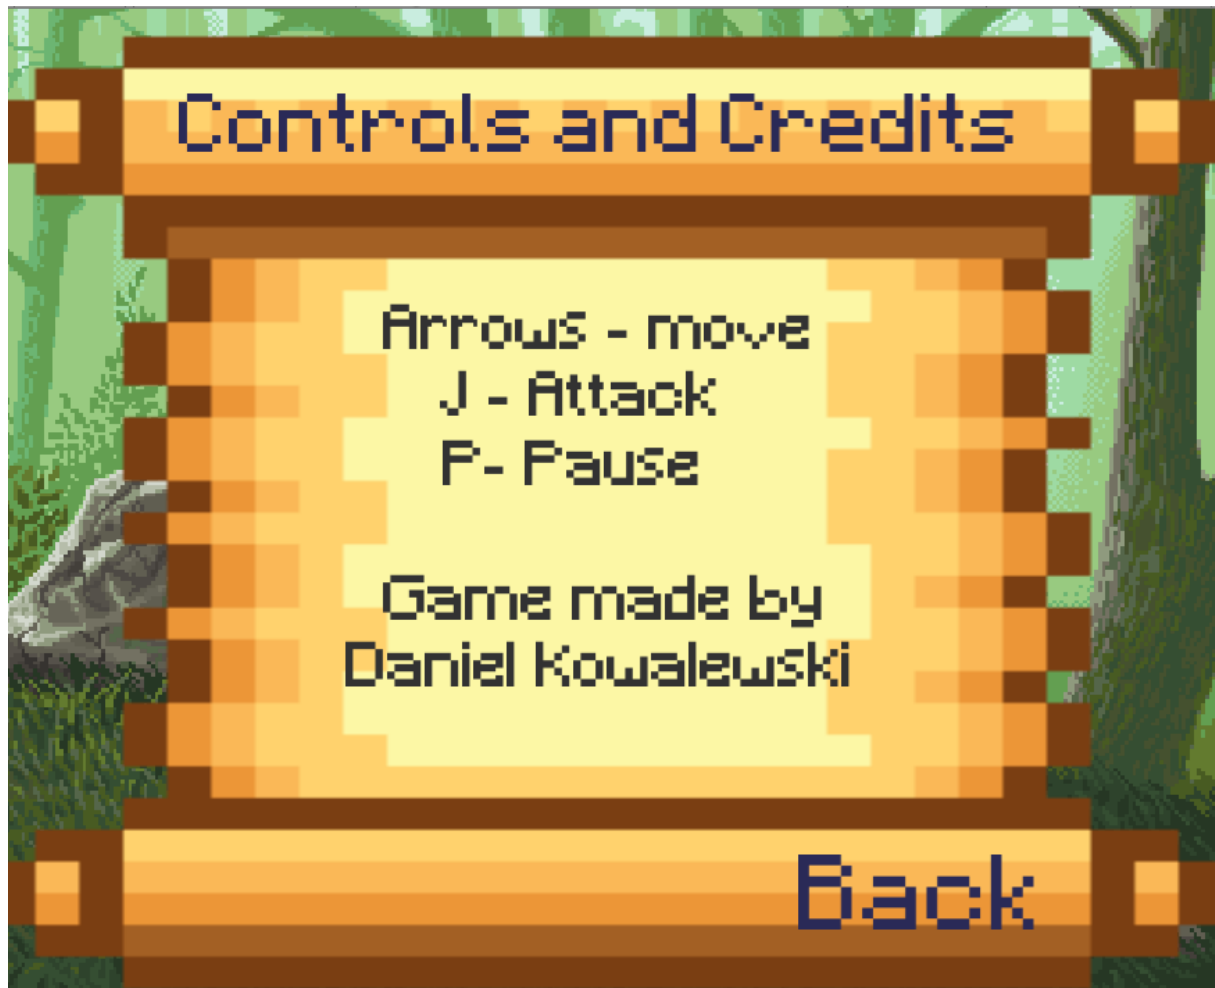 Controls and Credits
Arrows - move
J - Attack
P- Pause
Game made by
Daniel Kowalewski
Back